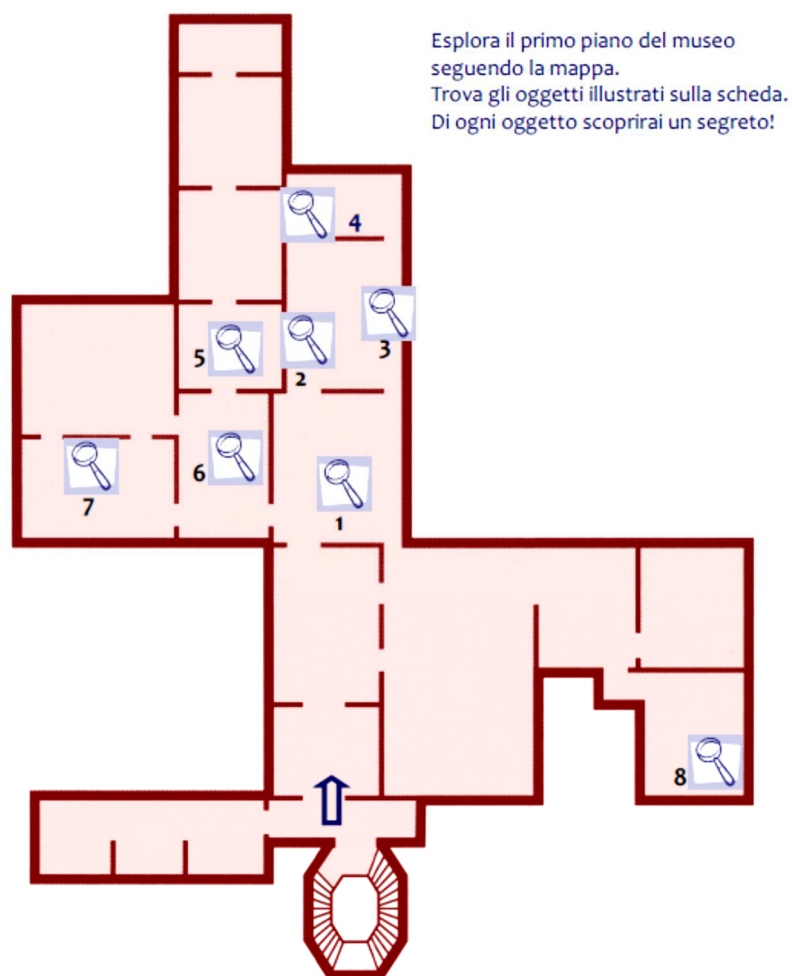 Esplora il primo piano del museo
seguendo la mappa.
Trova gli oggetti illustrati sulla scheda.
Di ogni oggetto scoprirai un segreto!
4
3
2
5
6
7
1
8